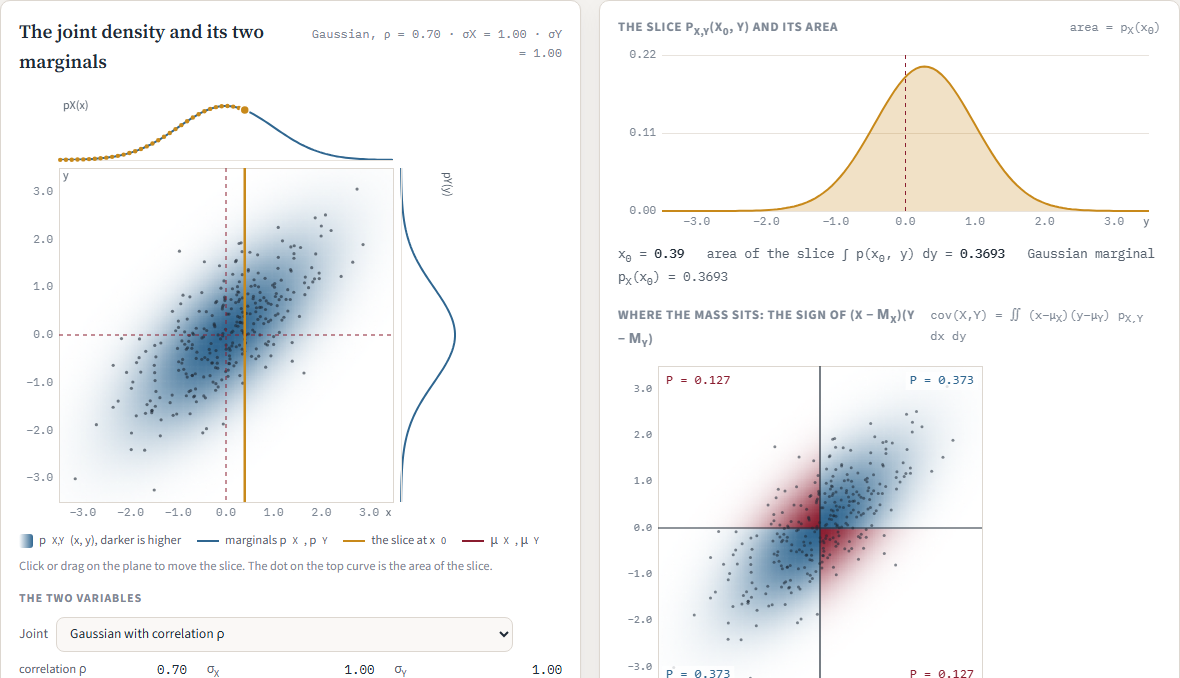 The joint density and its two
marginals
Gaussian, ρ = 0.70 · σX = 1.00 · σY
= 1.00
pX(x)
y
pY(y)
3.0
2.0
1.0
0.0
−1.0
−2.0
−3.0
−3.0 −2.0 −1.0 0.0 1.0 2.0 3.0 x
p X,Y (x, y), darker is higher marginals p X , p Y the slice at x 0 μ X , μ Y
Click or drag on the plane to move the slice. The dot on the top curve is the area of the slice.
THE TWO VARIABLES
Joint Gaussian with correlation ρ
correlation ρ 0.70 σX 1.00 σY 1.00
THE SLICE PX,Y(X0, Y) AND ITS AREA
area = pX(x0)
0.22
0.11
0.00
−3.0 −2.0 −1.0 0.0 1.0 2.0 3.0 y
x0 = 0.39 area of the slice ∫ p(x0, y) dy = 0.3693 Gaussian marginal
pX(x0) = 0.3693
WHERE THE MASS SITS: THE SIGN OF (X − MX)(Y
− MY)
cov(X,Y) = ∬ (x−μX)(y−μY) pX,Y
dx dy
P = 0.127 P = 0.373
3.0
2.0
1.0
0.0
−1.0
−2.0
−3.0
P = 0.373 P = 0.127